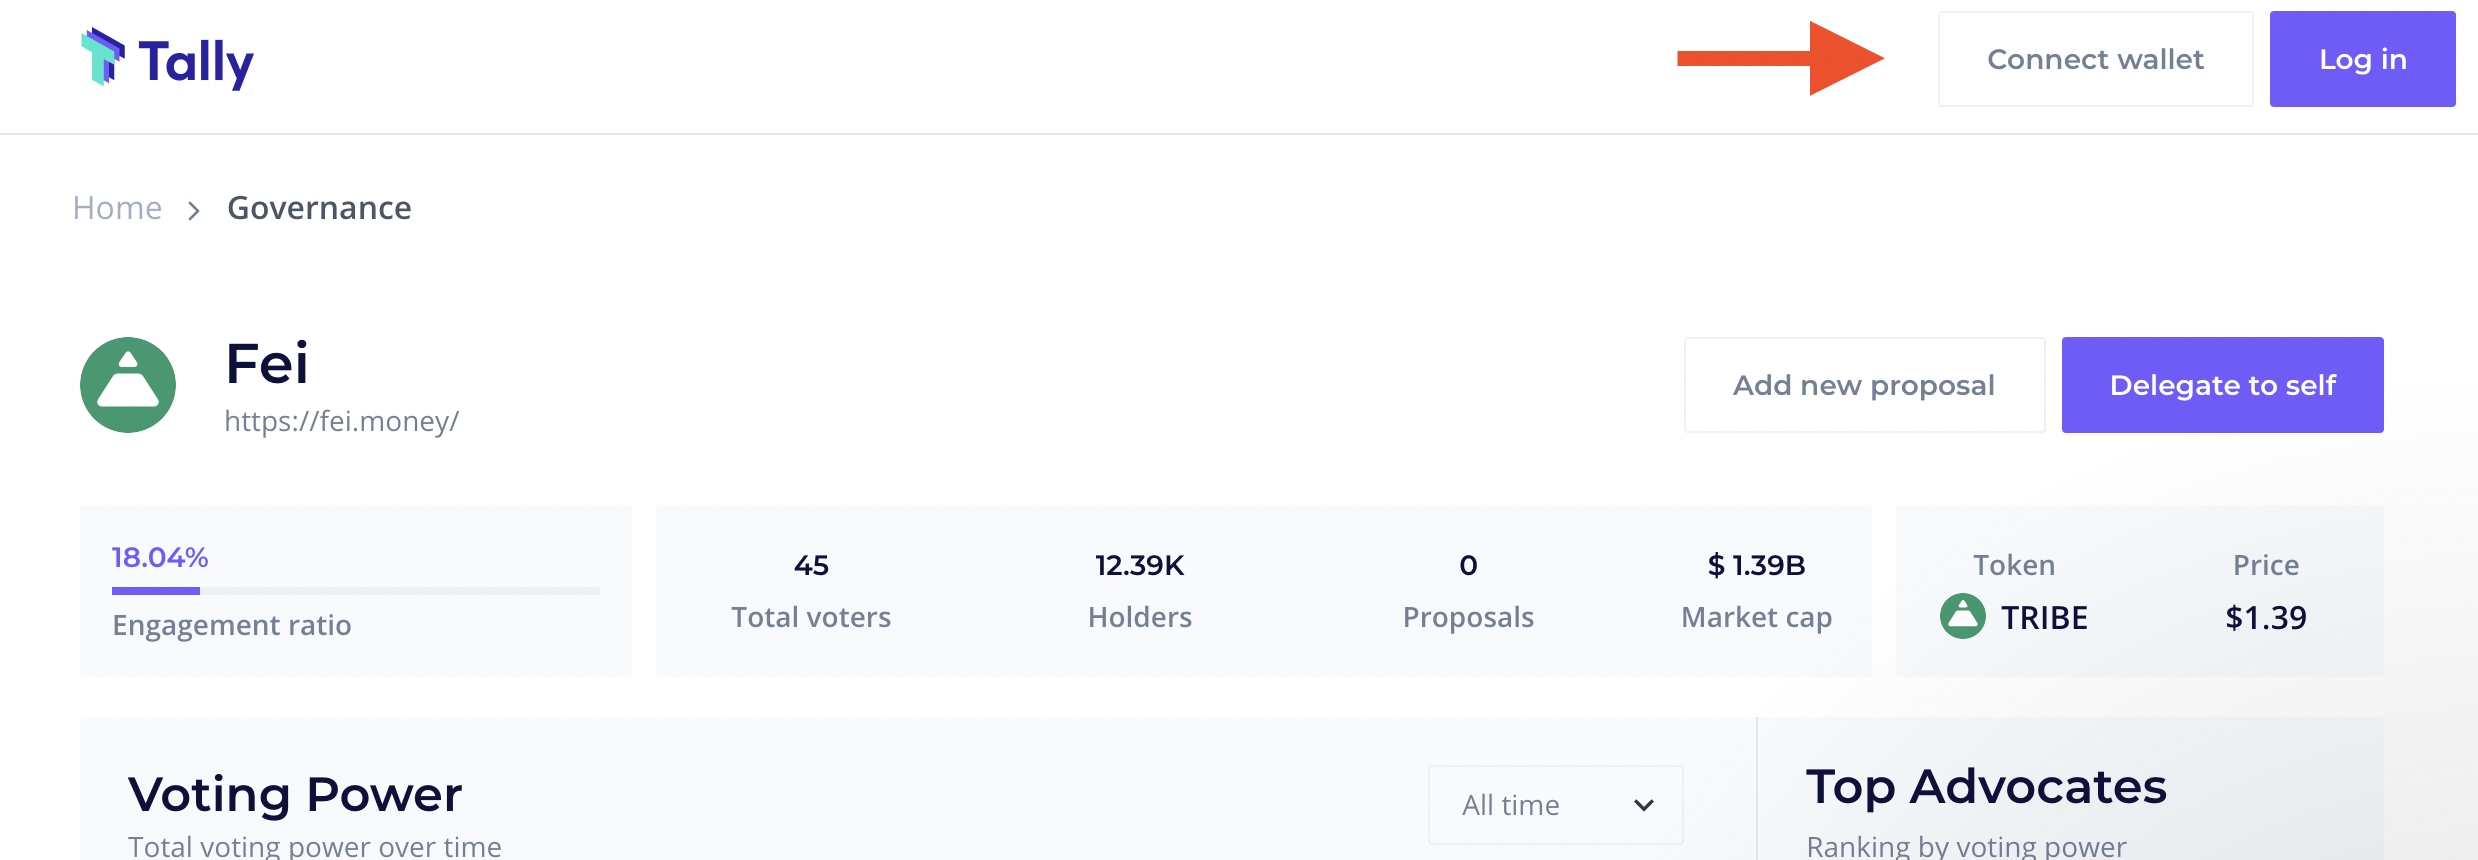 Tally
Connect wallet
Log in
Home > Governance
Fei
https://fei.money/
Add new proposal
Delegate to self
18.04%
Engagement ratio
45
Total voters
12.39K
Holders
0
Proposals
$ 1.39B
Market cap
Token
TRIBE
Price
$1.39
Voting Power
Total voting power over time
All time
Top Advocates
Ranking by voting power